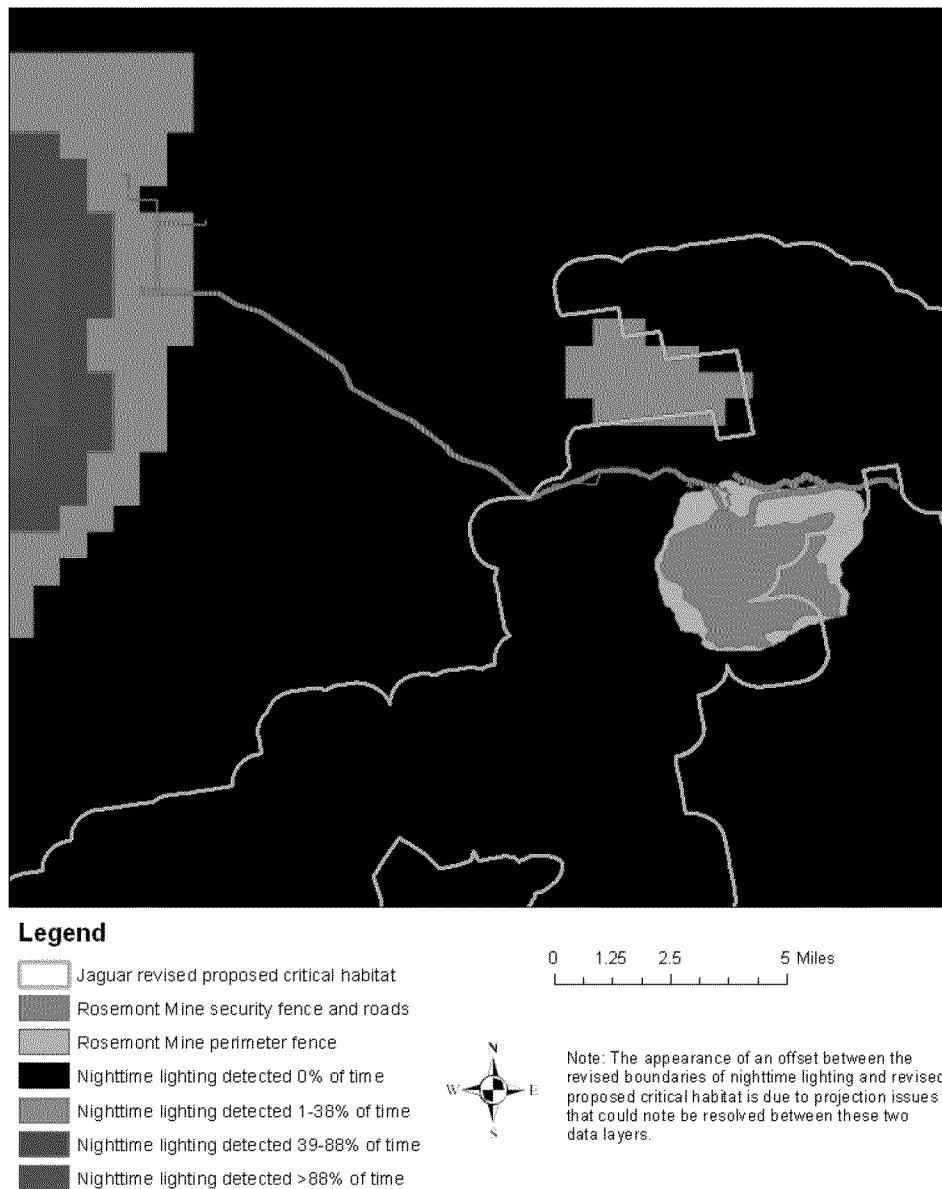 Legend
Jaguar revised proposed critical habitat
Rosemont Mine security fence and roads
Rosemont Mine perimeter fence
Nighttime lighting detected 0% of time
Nighttime lighting detected 1-38% of time
Nighttime lighting detected 39-88% of time
Nighttime lighting detected >88% of time
0 1.25 2.5 5 Miles
N
W E
S
Note: The appearance of an offset between the
revised boundaries of nighttime lighting and revised
proposed critical habitat is due to projection issues
that could note be resolved between these two
data layers.